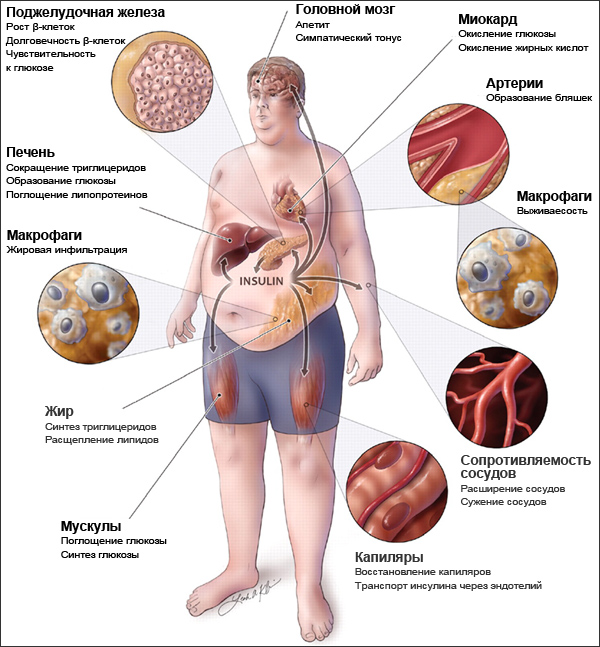 Поджелудочная железа
Рост β-клеток
Долговечность β-клеток
Чувствительность
к глюкозе
Головной мозг
Апетит
Симпатический тонус
Миокард
Окисление глюкозы
Окисление жирных кислот
Артерии
Образование бляшек
Печень
Сокращение триглицеридов
Образование глюкозы
Поглощение липопротеинов
Макрофаги
Выживаесость
Макрофаги
Жировая инфильтрация
INSULIN
Жир
Синтез триглицеридов
Расщепление липидов
Сопротивляемость
сосудов
Расширение сосудов
Сужение сосудов
Мускулы
Поглощение глюкозы
Синтез глюкозы
Капиляры
Восстановление капиляров
Транспорт инсулина через эндотелий